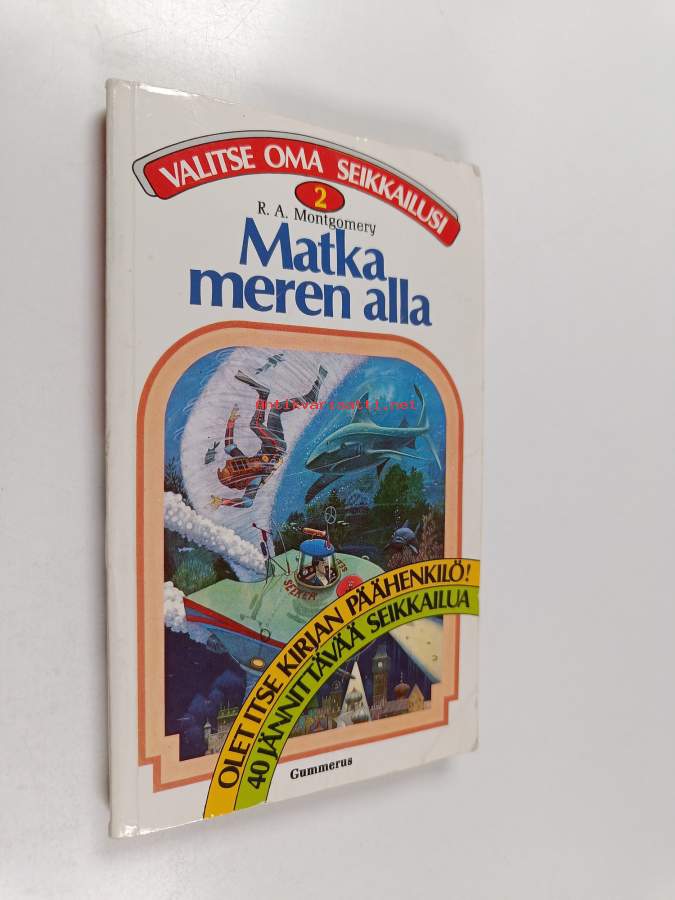 VALITSE OMA SEIKKAILUSI
2
R. A. Montgomery
Matka
meren alla
Antikvariaatti.net
SEEKER
OLET ITSE KIRJAN PÄÄHENKILÖ!
40 JÄNNITTÄVÄÄ SEIKKAILUA
Gummerus